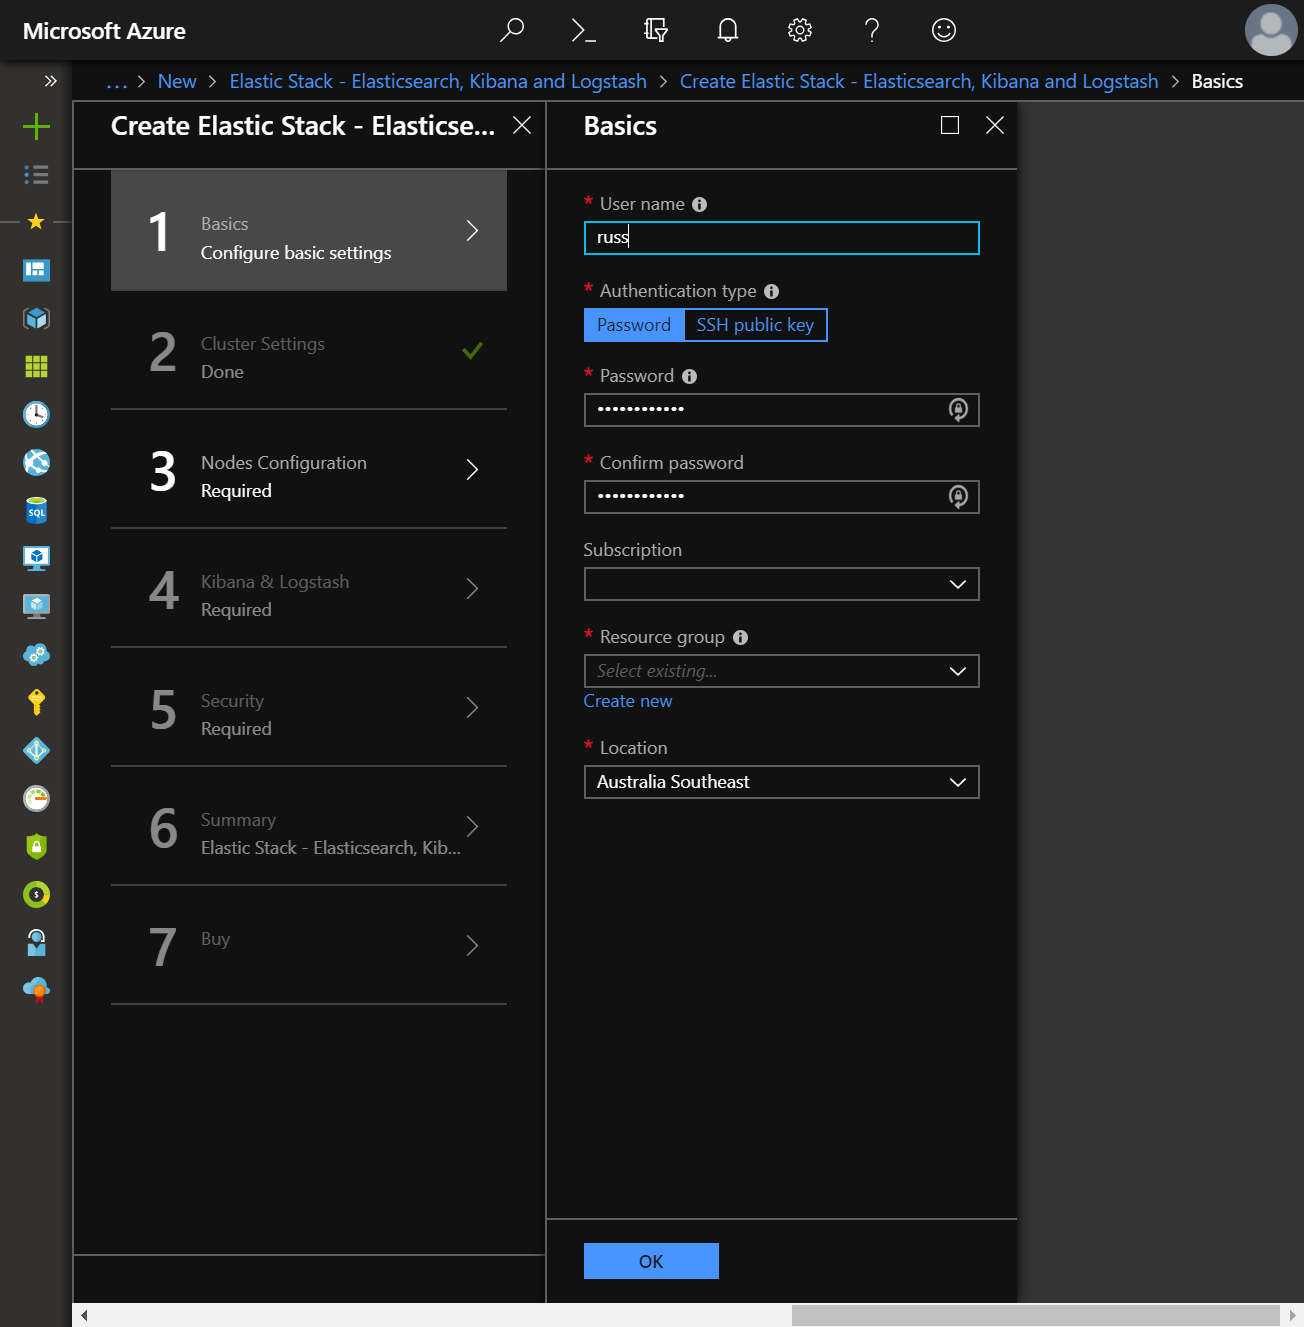 Microsoft Azure
... > New > Elastic Stack - Elasticsearch, Kibana and Logstash > Create Elastic Stack - Elasticsearch, Kibana and Logstash > Basics
Create Elastic Stack - Elasticse...
1
Basics
Configure basic settings
2
Cluster Settings
Done
3
Nodes Configuration
Required
4
Kibana & Logstash
Required
5
Security
Required
6
Summary
Elastic Stack - Elasticsearch, Kib...
7
Buy
Basics
* User name
russ
* Authentication type
Password
SSH public key
* Password
••••••••••••
* Confirm password
••••••••••••
Subscription
* Resource group
Select existing...
Create new
* Location
Australia Southeast
OK
SQL